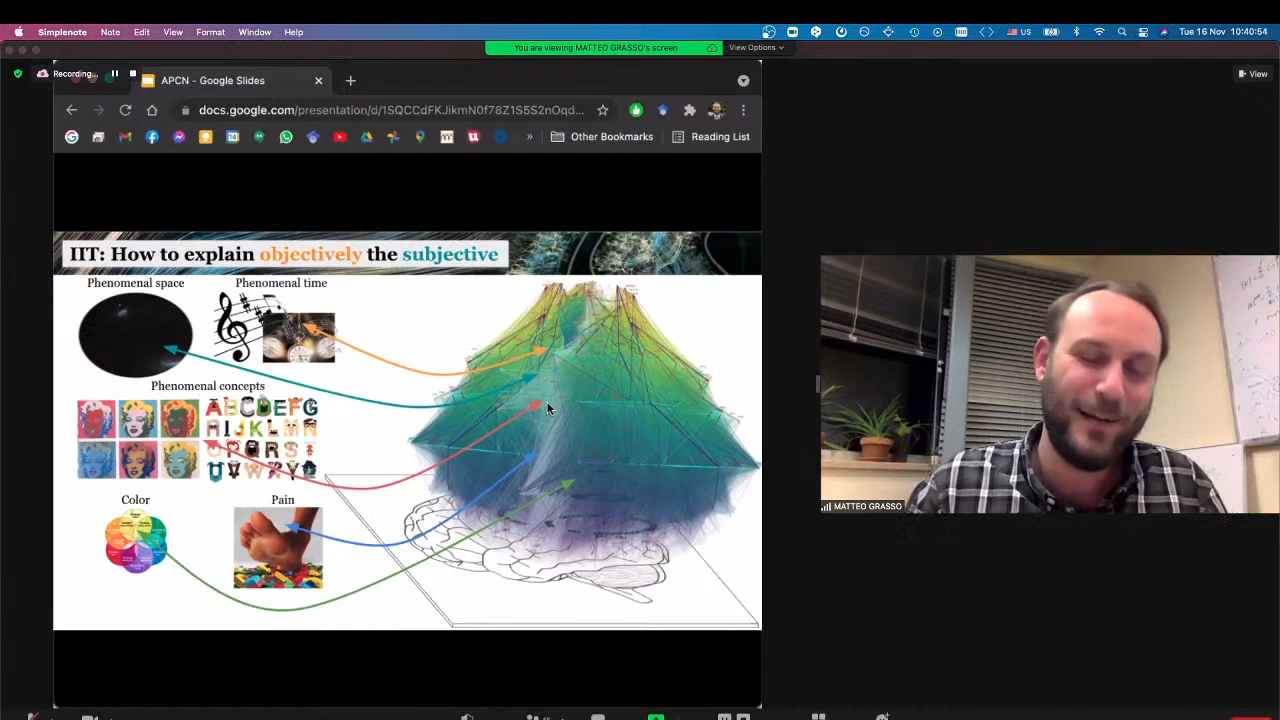 Simplenote Note Edit View Format Window Help US Tue 16 Nov 10:40:54
You are viewing MATTEO GRASSO's screen View Options
Recording... View
APCN - Google Slides
docs.google.com/presentation/d/1SQCCdFKJikmN0f78Z1S5S2nOqd...
Other Bookmarks Reading List
IIT: How to explain objectively the subjective
Phenomenal space Phenomenal time
Phenomenal concepts
Color Pain
MATTEO GRASSO